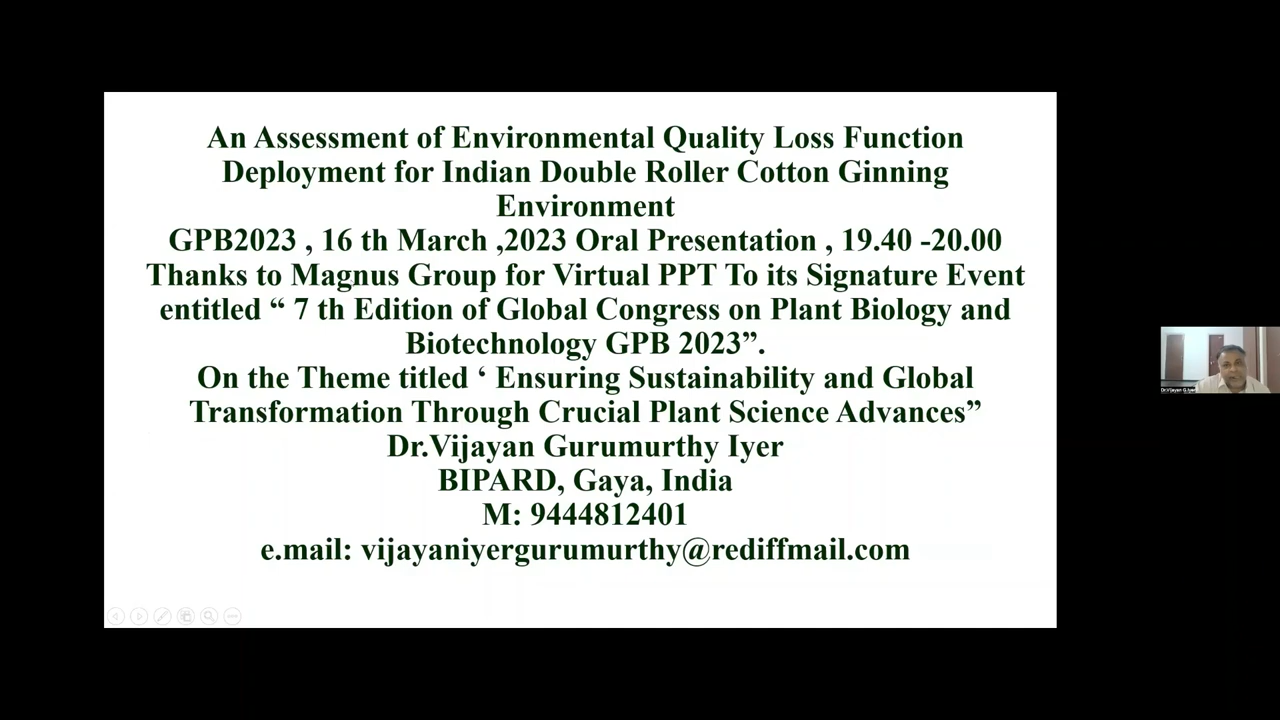 An Assessment of Environmental Quality Loss Function
Deployment for Indian Double Roller Cotton Ginning
Environment
GPB2023 , 16 th March ,2023 Oral Presentation , 19.40 -20.00
Thanks to Magnus Group for Virtual PPT To its Signature Event
entitled “ 7 th Edition of Global Congress on Plant Biology and
Biotechnology GPB 2023”.
On the Theme titled ‘ Ensuring Sustainability and Global
Transformation Through Crucial Plant Science Advances”
Dr.Vijayan Gurumurthy Iyer
BIPARD, Gaya, India
M: 9444812401
e.mail: vijayaniyergurumurthy@rediffmail.com
Dr.Vijayan G.Iyer